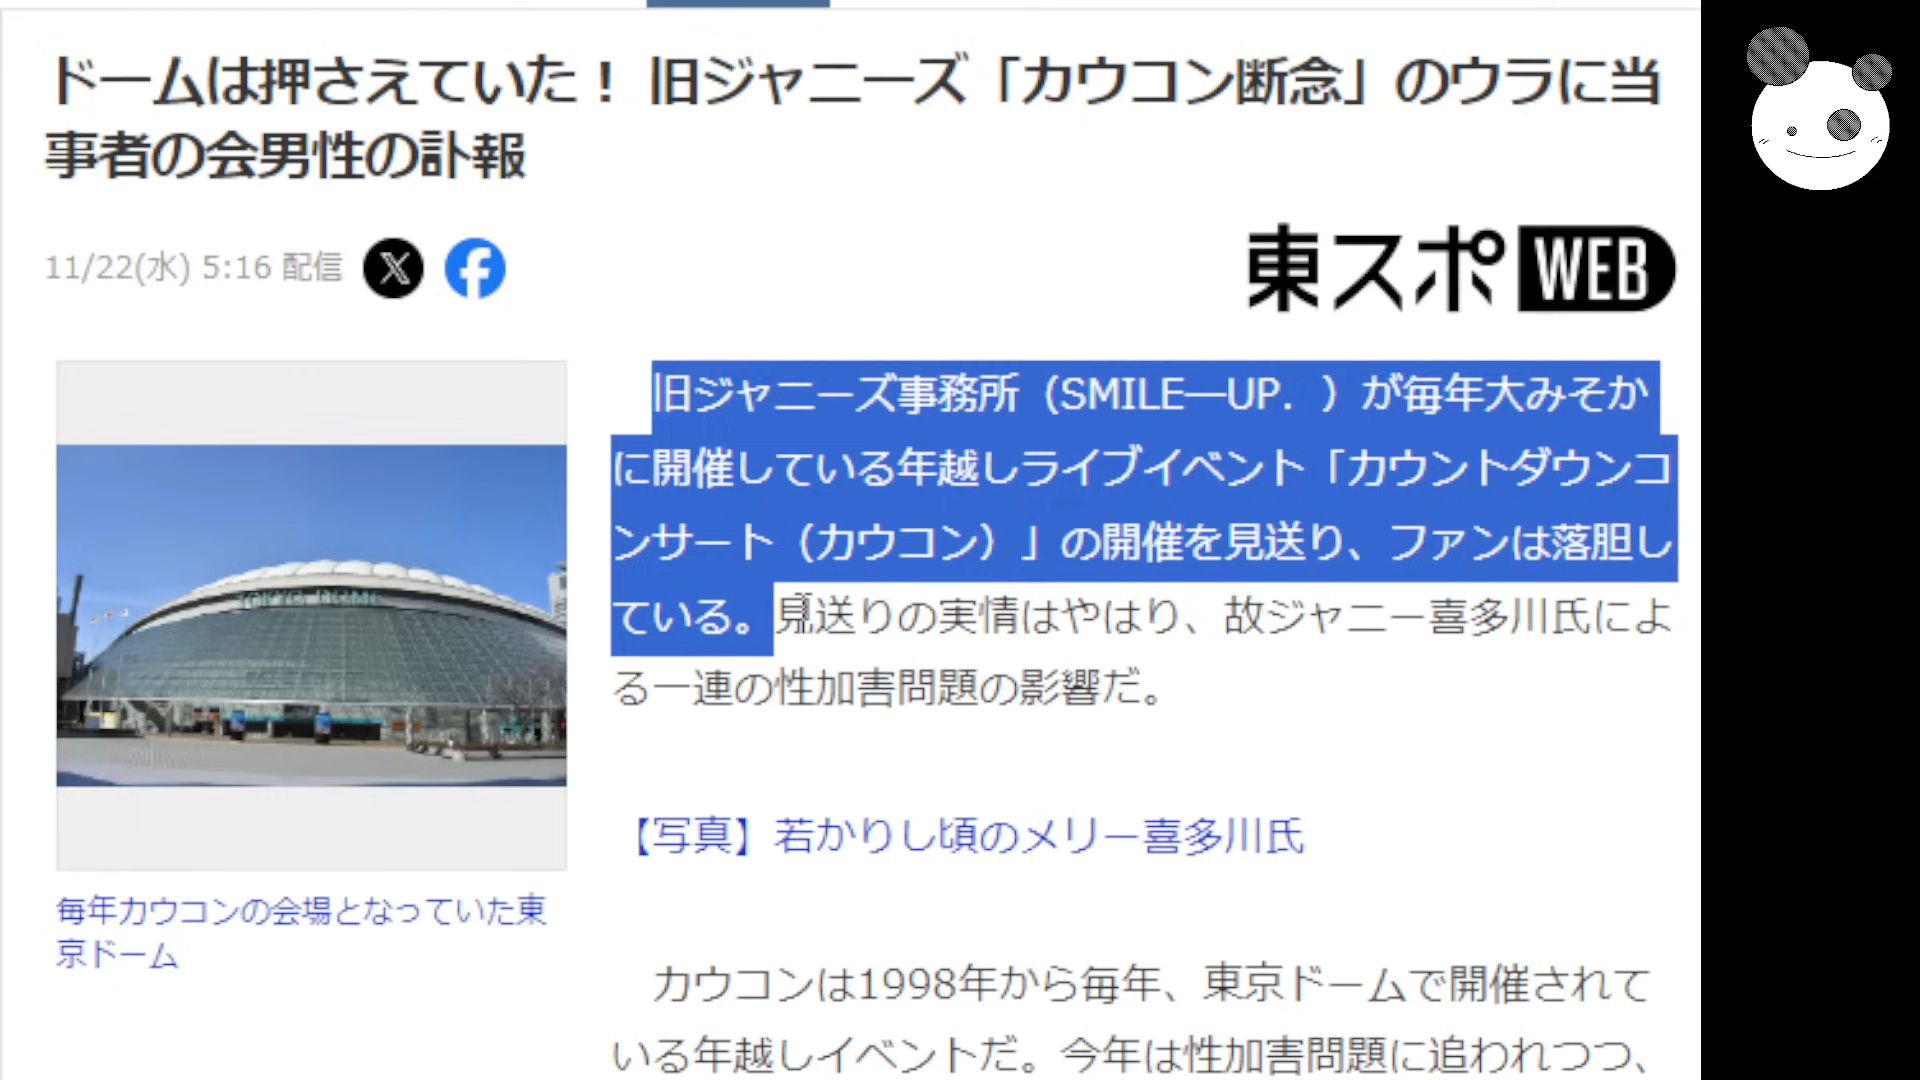 ドームは押さえていた！ 旧ジャニーズ「カウコン断念」のウラに当
事者の会男性の訃報
11/22(水) 5:16 配信
東スポWEB
旧ジャニーズ事務所（SMILE―UP．）が毎年大みそか
に開催している年越しライブイベント「カウントダウンコ
ンサート（カウコン）」の開催を見送り、ファンは落胆し
ている。見送りの実情はやはり、故ジャニー喜多川氏によ
る一連の性加害問題の影響だ。
TOKYO DOME
【写真】若かりし頃のメリー喜多川氏
毎年カウコンの会場となっていた東
京ドーム
カウコンは1998年から毎年、東京ドームで開催されて
いる年越しイベントだ。今年は性加害問題に追われつつ、